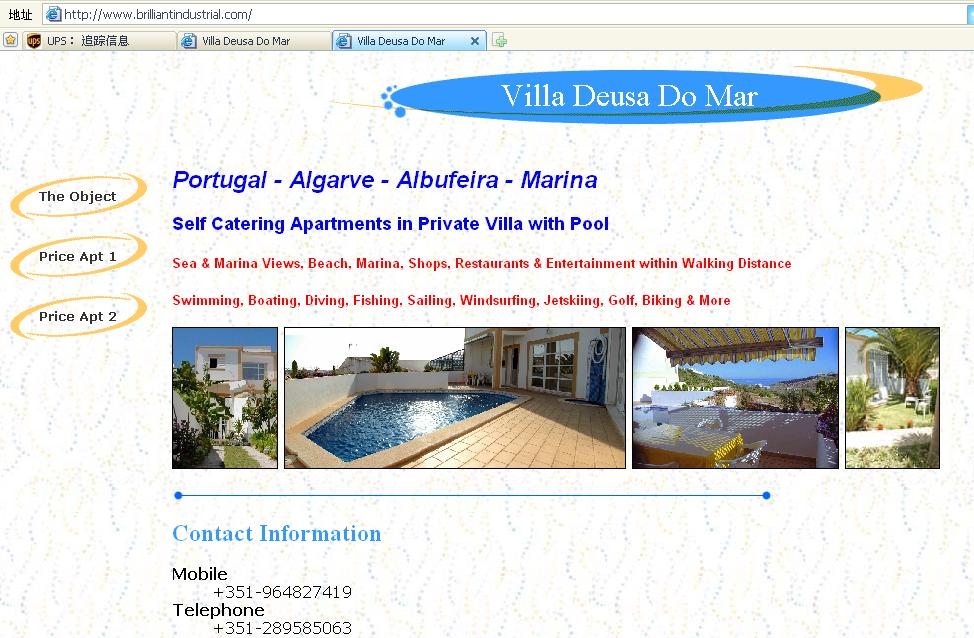 地址 http://www.brilliantindustrial.com/
UPS： 追踪信息 Villa Deusa Do Mar Villa Deusa Do Mar
Villa Deusa Do Mar
The Object
Price Apt 1
Price Apt 2
Portugal - Algarve - Albufeira - Marina
Self Catering Apartments in Private Villa with Pool
Sea & Marina Views, Beach, Marina, Shops, Restaurants & Entertainment within Walking Distance
Swimming, Boating, Diving, Fishing, Sailing, Windsurfing, Jetskiing, Golf, Biking & More
Contact Information
Mobile
+351-964827419
Telephone
+351-289585063